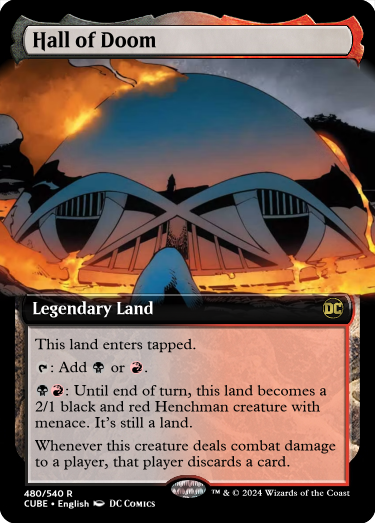 Hall of Doom
Legendary Land
DC
This land enters tapped.
: Add or .
: Until end of turn, this land becomes a
2/1 black and red Henchman creature with
menace. It's still a land.
Whenever this creature deals combat damage
to a player, that player discards a card.
480/540 R
CUBE • English DC COMICS
™ & © 2024 Wizards of the Coast